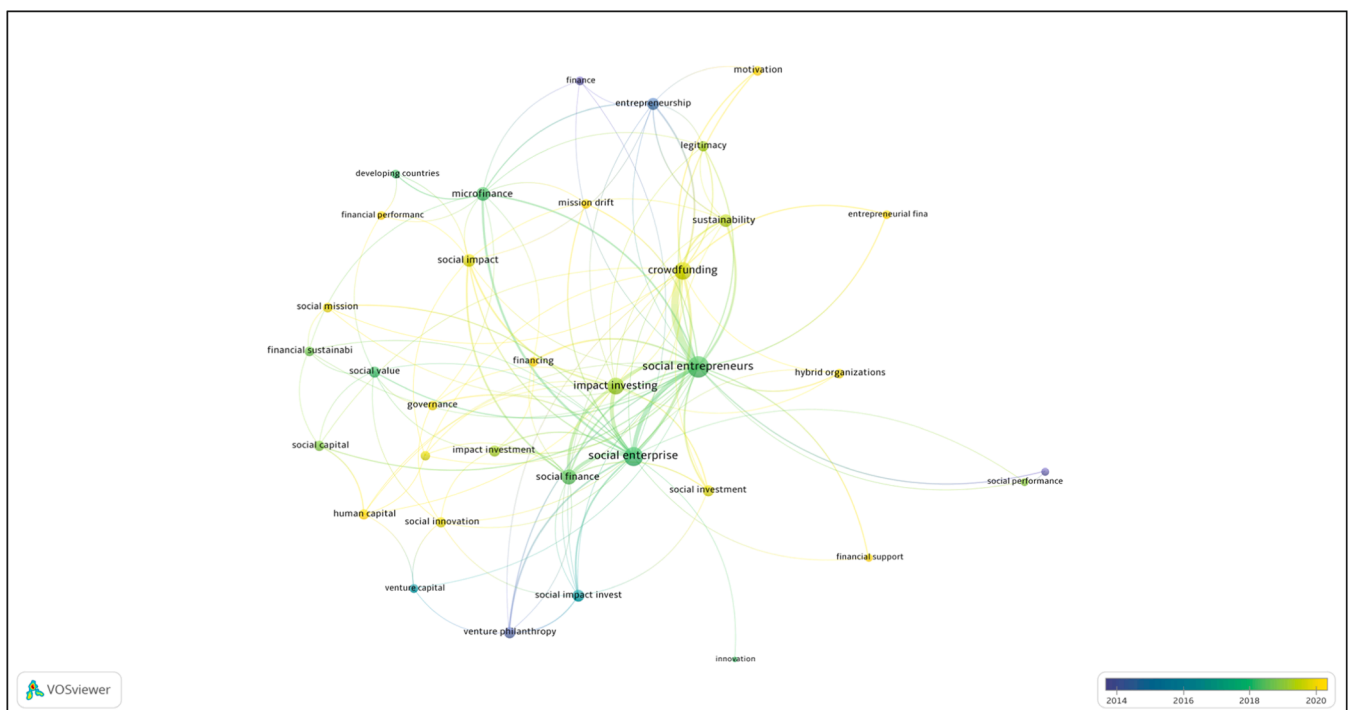 finance
motivation
entrepreneurship
legitimacy
developing countries
microfinance
mission drift
financial performanc
sustainability
entrepreneurial fina
social impact
crowdfunding
social mission
financial sustainabi
social value
financing
social entrepreneurs
hybrid organizations
impact investing
governance
social capital
impact investment
social enterprise
social finance
social performance
social investment
human capital
social innovation
financial support
venture capital
social impact invest
venture philanthropy
innovation
VOSviewer
2014 2016 2018 2020